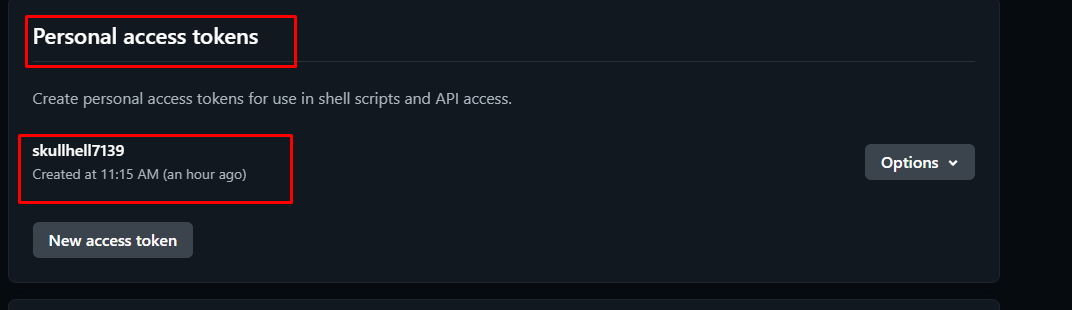 Personal access tokens
Create personal access tokens for use in shell scripts and API access.
skullhell7139
Created at 11:15 AM (an hour ago)
Options
New access token